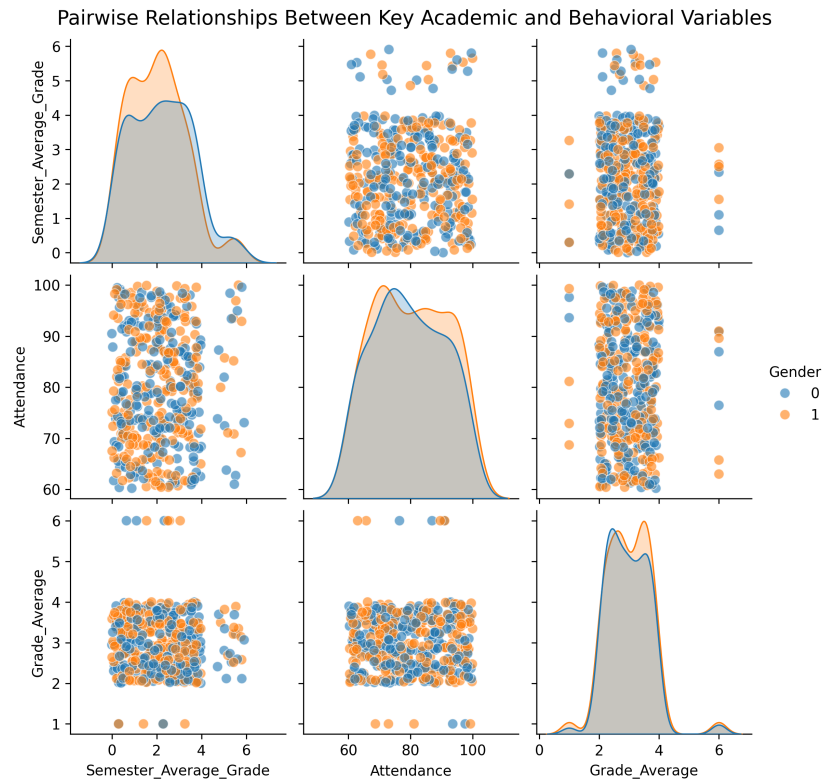 Pairwise Relationships Between Key Academic and Behavioral Variables
6
5
4
3
2
1
0
Semester_Average_Grade
100
90
80
70
60
Attendance
Gender
0
1
6
5
4
3
2
1
Grade_Average
0 2 4 6
60 80 100
0 2 4 6
Semester_Average_Grade
Attendance
Grade_Average